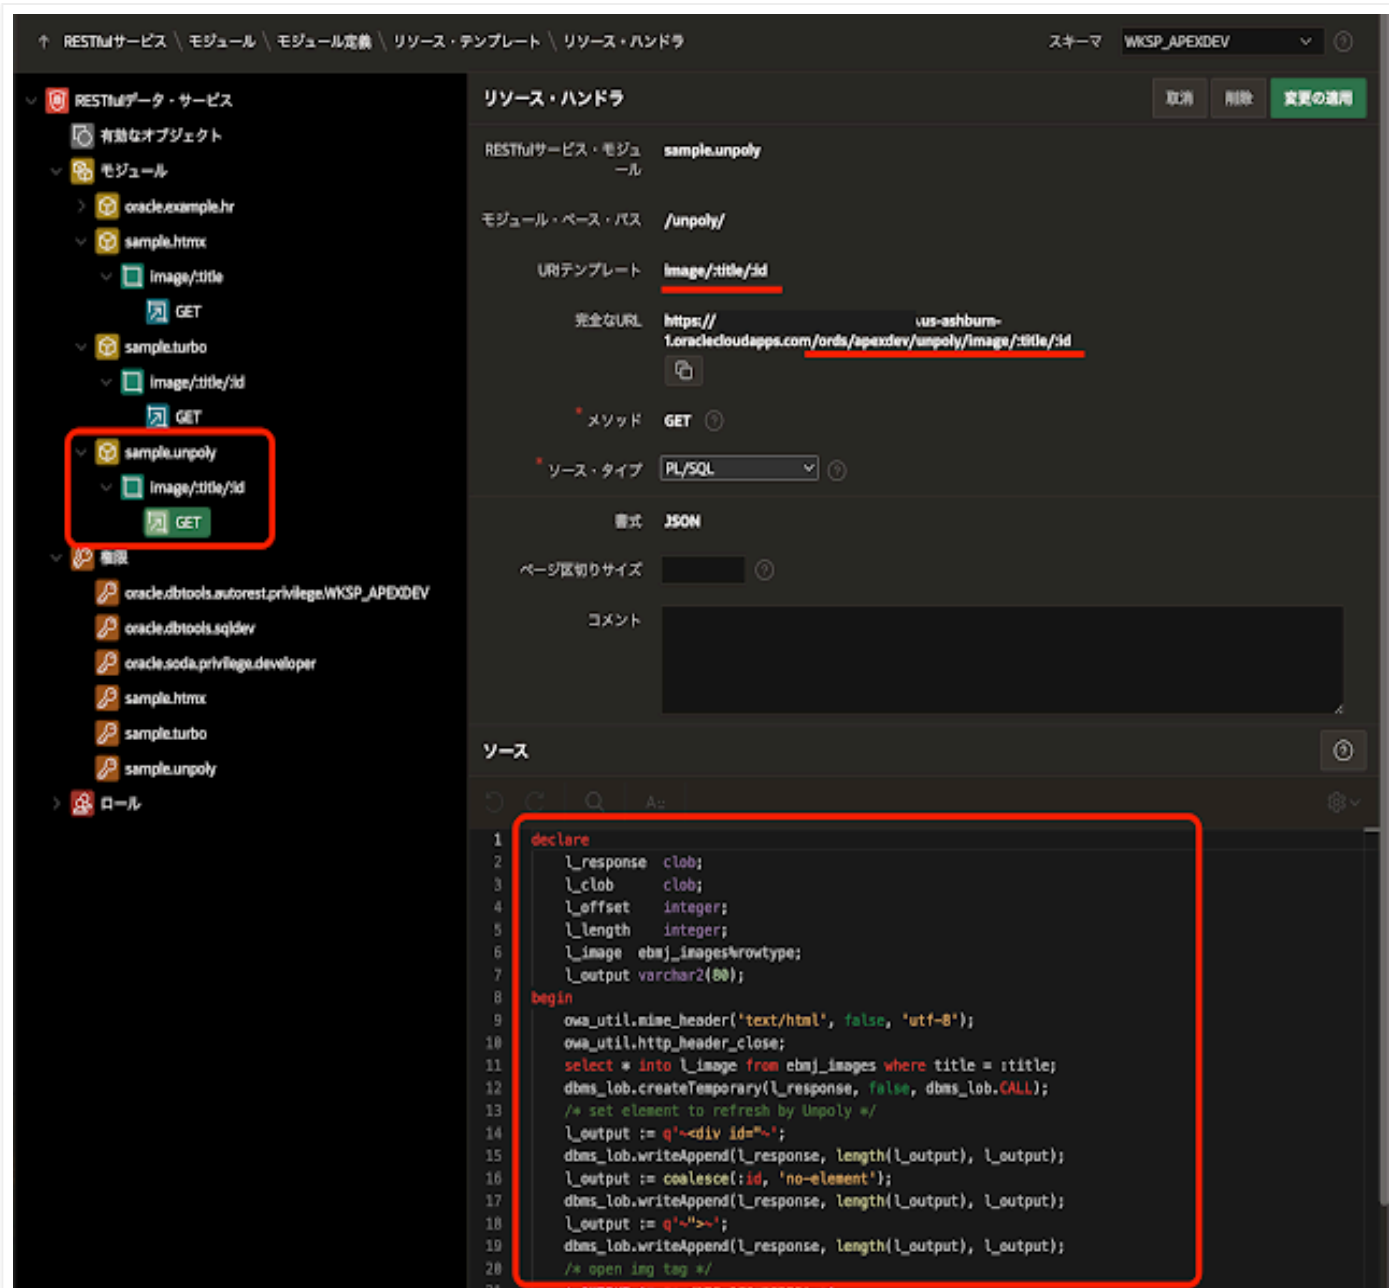 ↑ RESTfulサービス \ モジュール \ モジュール定義 \ リソース・テンプレート \ リソース・ハンドラ
スキーマ WKSP_APEXDEV
RESTfulデータ・サービス
有効なオブジェクト
モジュール
oracle.example.hr
sample.htmx
image/:title
GET
sample.turbo
image/:title/:id
GET
sample.unpoly
image/:title/:id
GET
権限
oracle.dbtools.autorest.privilege.WKSP_APEXDEV
oracle.dbtools.sqldev
oracle.soda.privilege.developer
sample.htmx
sample.turbo
sample.unpoly
ロール
リソース・ハンドラ
取消 削除 変更の適用
RESTfulサービス・モジュ
ール
sample.unpoly
モジュール・ベース・パス /unpoly/
URIテンプレート image/:title/:id
完全なURL https:// .us-ashburn-
1.oraclecloudapps.com/ords/apexdev/unpoly/image/:title/:id
* メソッド GET
* ソース・タイプ PL/SQL
書式 JSON
ページ区切りサイズ
コメント
ソース
1 declare
2 l_response clob;
3 l_clob clob;
4 l_offset integer;
5 l_length integer;
6 l_image ebmj_images%rowtype;
7 l_output varchar2(80);
8 begin
9 owa_util.mime_header('text/html', false, 'utf-8');
10 owa_util.http_header_close;
11 select * into l_image from ebmj_images where title = :title;
12 dbms_lob.createTemporary(l_response, false, dbms_lob.CALL);
13 /* set element to refresh by Unpoly */
14 l_output := q'~<div id="~';
15 dbms_lob.writeAppend(l_response, length(l_output), l_output);
16 l_output := coalesce(:id, 'no-element');
17 dbms_lob.writeAppend(l_response, length(l_output), l_output);
18 l_output := q'~">~';
19 dbms_lob.writeAppend(l_response, length(l_output), l_output);
20 /* open img tag */